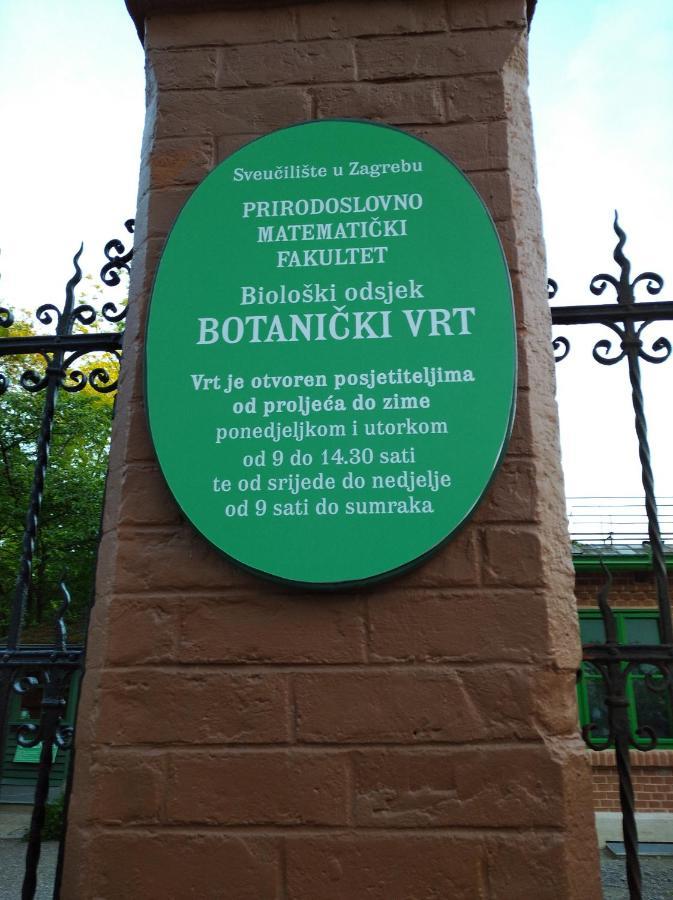 Sveučilište u Zagrebu
PRIRODOSLOVNO
MATEMATIČKI
FAKULTET
Biološki odsjek
BOTANIČKI VRT
Vrt je otvoren posjetiteljima
od proljeća do zime
ponedjeljkom i utorkom
od 9 do 14.30 sati
te od srijede do nedjelje
od 9 sati do sumraka